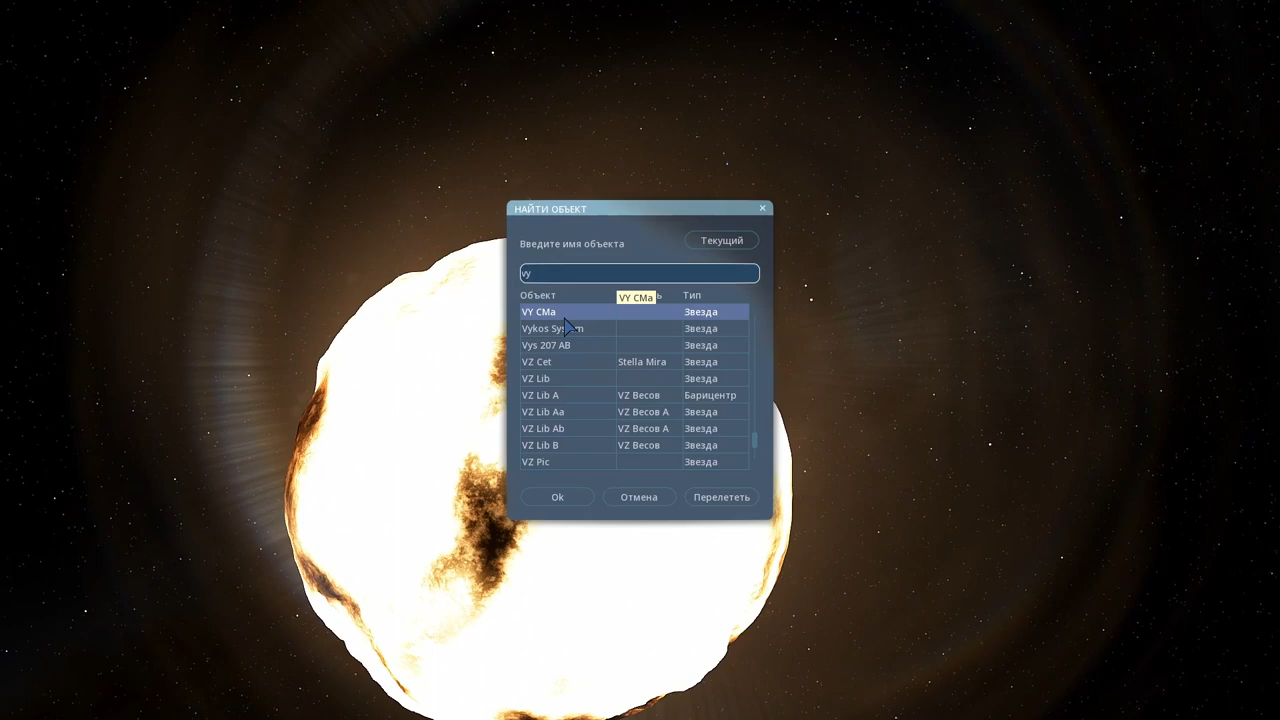 НАЙТИ ОБЪЕКТ
Введите имя объекта Текущий
vy
Объект VY CMa ь Тип
VY CMa Звезда
Vykos Sys m Звезда
Vys 207 AB Звезда
VZ Cet Stella Mira Звезда
VZ Lib Звезда
VZ Lib A VZ Весов Барицентр
VZ Lib Aa VZ Весов A Звезда
VZ Lib Ab VZ Весов A Звезда
VZ Lib B VZ Весов Звезда
VZ Pic Звезда
Ok Отмена Перелететь